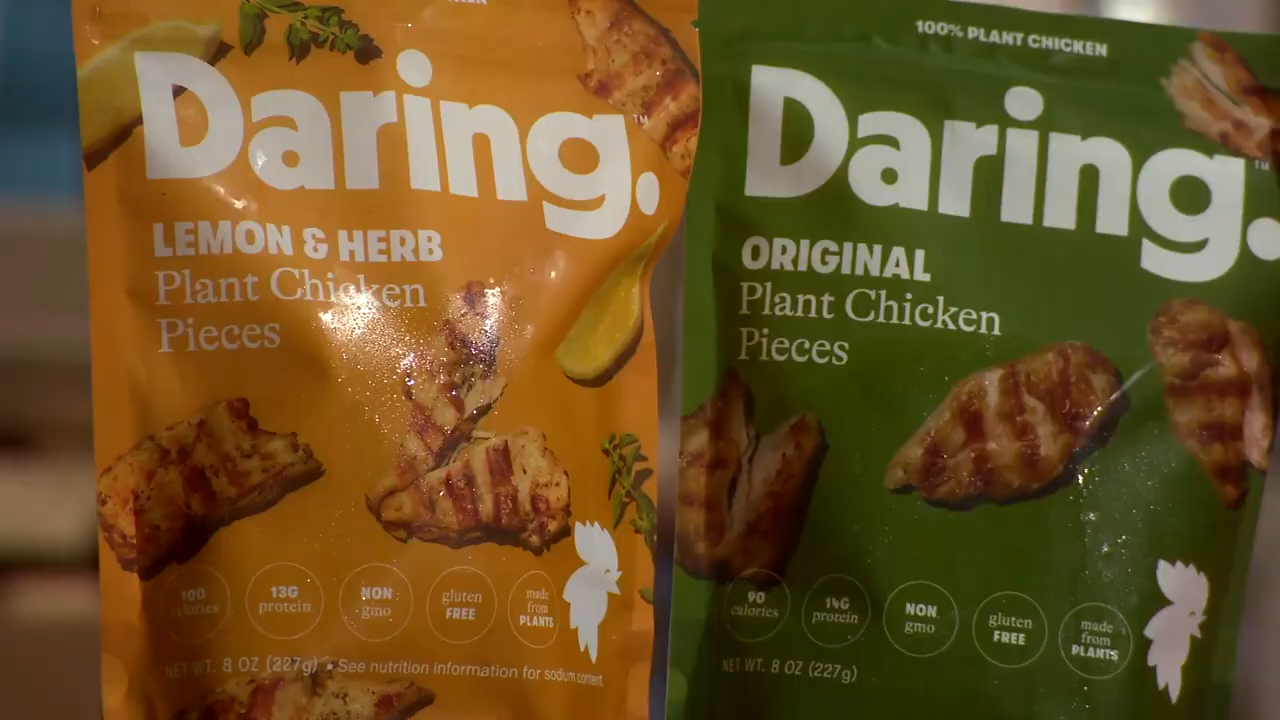 Daring.™
LEMON & HERB
Plant Chicken
Pieces
100 calories
13G protein
NON gmo
gluten FREE
made from PLANTS
NET WT. 8 OZ (227g) • See nutrition information for sodium content.
100% PLANT CHICKEN
Daring.™
ORIGINAL
Plant Chicken
Pieces
90 calories
14G protein
NON gmo
gluten FREE
made from PLANTS
NET WT. 8 OZ (227g)